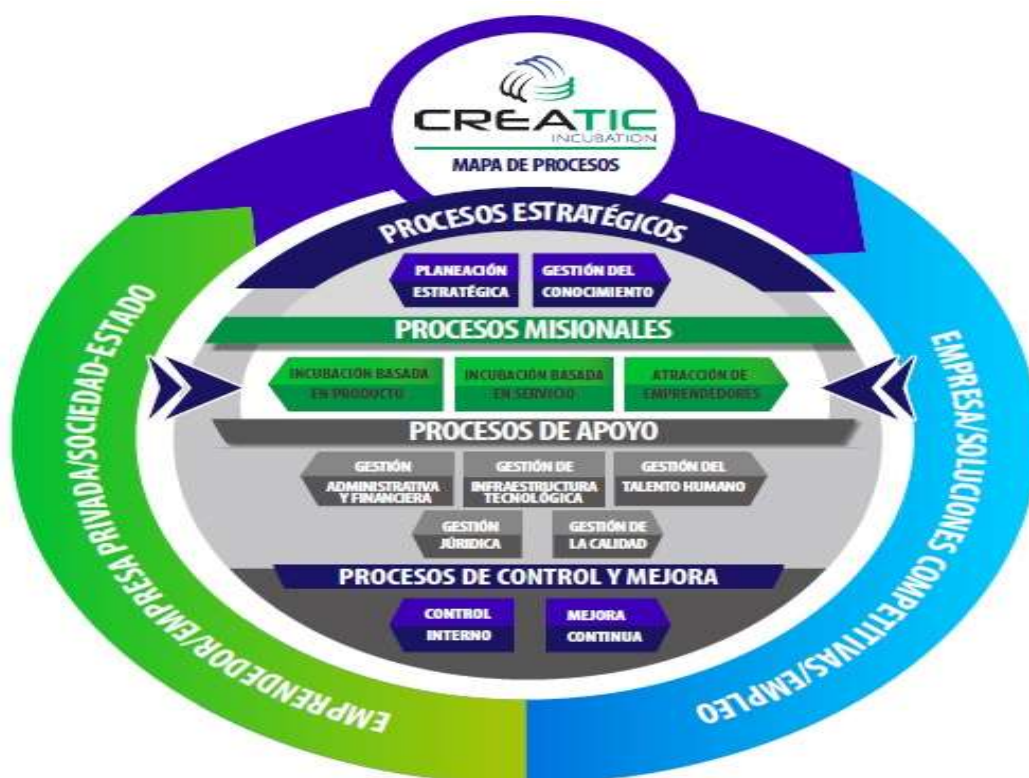 CREATIC
INCUBATION
MAPA DE PROCESOS
PROCESOS ESTRATÉGICOS
PLANEACIÓN
ESTRATÉGICA
GESTIÓN DEL
CONOCIMIENTO
PROCESOS MISIONALES
INCUBACIÓN BASADA
EN PRODUCTO
INCUBACIÓN BASADA
EN SERVICIO
ATRACCIÓN DE
EMPRENDEDORES
PROCESOS DE APOYO
GESTIÓN
ADMINISTRATIVA
Y FINANCIERA
GESTIÓN DE
INFRAESTRUCTURA
TECNOLÓGICA
GESTIÓN DEL
TALENTO HUMANO
GESTIÓN
JÚRIDICA
GESTIÓN DE
LA CALIDAD
PROCESOS DE CONTROL Y MEJORA
CONTROL
INTERNO
MEJORA
CONTINUA
EMPRENDEDOR/EMPRESA PRIVADA/SOCIEDAD-ESTADO
EMPRESA/SOLUCIONES COMPETITIVAS/EMPLEO